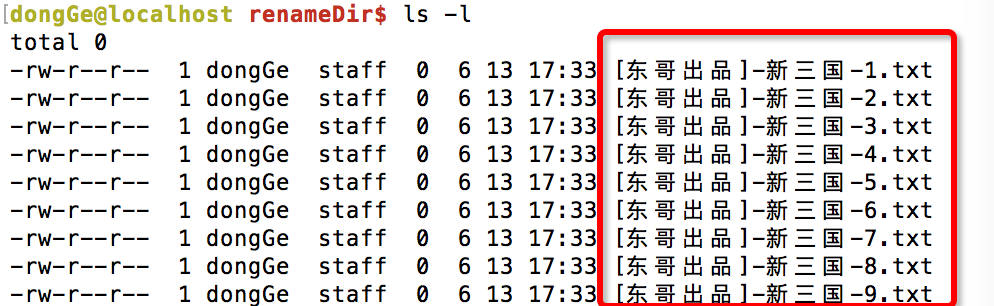 [dongGe@localhost renameDir$ ls -l
total 0
-rw-r--r-- 1 dongGe staff 0 6 13 17:33 [东哥出品]-新三国-1.txt
-rw-r--r-- 1 dongGe staff 0 6 13 17:33 [东哥出品]-新三国-2.txt
-rw-r--r-- 1 dongGe staff 0 6 13 17:33 [东哥出品]-新三国-3.txt
-rw-r--r-- 1 dongGe staff 0 6 13 17:33 [东哥出品]-新三国-4.txt
-rw-r--r-- 1 dongGe staff 0 6 13 17:33 [东哥出品]-新三国-5.txt
-rw-r--r-- 1 dongGe staff 0 6 13 17:33 [东哥出品]-新三国-6.txt
-rw-r--r-- 1 dongGe staff 0 6 13 17:33 [东哥出品]-新三国-7.txt
-rw-r--r-- 1 dongGe staff 0 6 13 17:33 [东哥出品]-新三国-8.txt
-rw-r--r-- 1 dongGe staff 0 6 13 17:33 [东哥出品]-新三国-9.txt